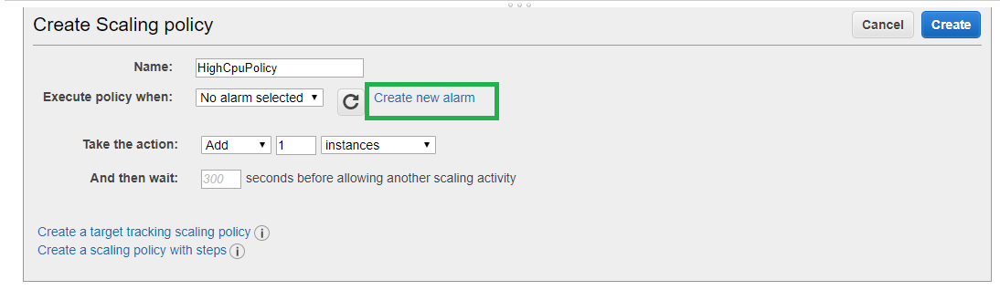 Create Scaling policy Cancel Create
Name: HighCpuPolicy
Execute policy when: No alarm selected Create new alarm
Take the action: Add 1 instances
And then wait: 300 seconds before allowing another scaling activity
Create a target tracking scaling policy i
Create a scaling policy with steps i